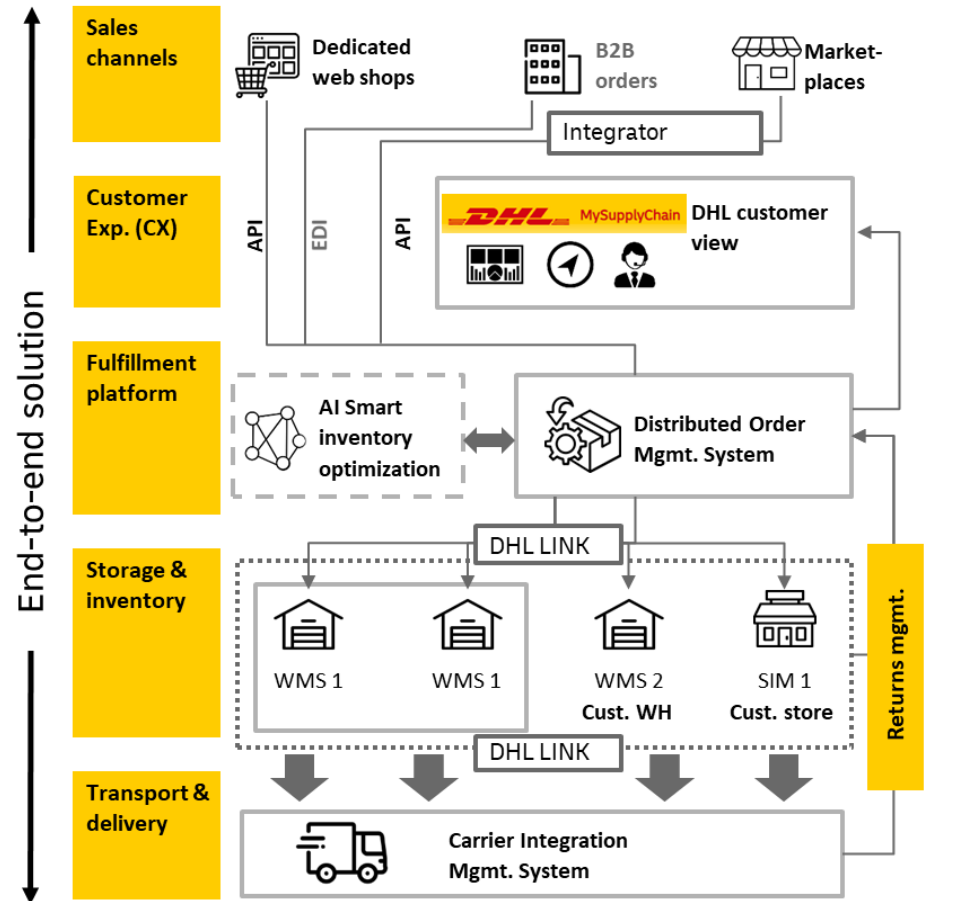 End-to-end solution
Sales
channels
Dedicated
web shops
B2B
orders
Market-
places
Integrator
Customer
Exp. (CX)
API
EDI
API
DHL
MySupplyChain
DHL customer
view
Fulfillment
platform
AI Smart
inventory
optimization
Distributed Order
Mgmt. System
DHL LINK
Storage &
inventory
WMS 1
WMS 1
WMS 2
Cust. WH
SIM 1
Cust. store
Returns mgmt.
DHL LINK
Transport &
delivery
Carrier Integration
Mgmt. System